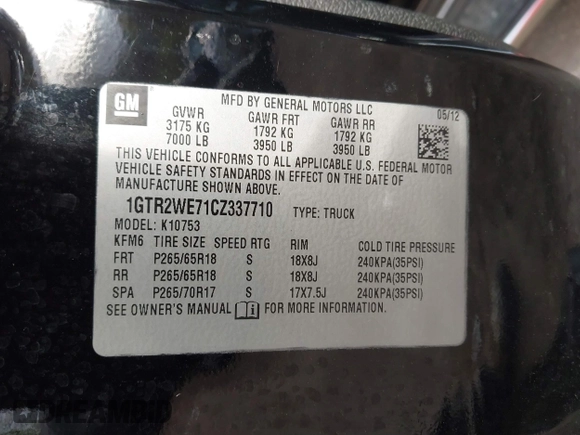 GM
MFD BY GENERAL MOTORS LLC
05/12
GVWR GAWR FRT GAWR RR
3175 KG 1792 KG 1792 KG
7000 LB 3950 LB 3950 LB
THIS VEHICLE CONFORMS TO ALL APPLICABLE U.S. FEDERAL MOTOR
VEHICLE SAFETY STANDARDS IN EFFECT ON THE DATE OF
MANUFACTURE SHOWN ABOVE.
1GTR2WE71CZ337710 TYPE: TRUCK
MODEL: K10753
KFM6 TIRE SIZE SPEED RTG RIM COLD TIRE PRESSURE
FRT P265/65R18 S 18X8J 240KPA(35PSI)
RR P265/65R18 S 18X8J 240KPA(35PSI)
SPA P265/70R17 S 17X7.5J 240KPA(35PSI)
SEE OWNER'S MANUAL FOR MORE INFORMATION.